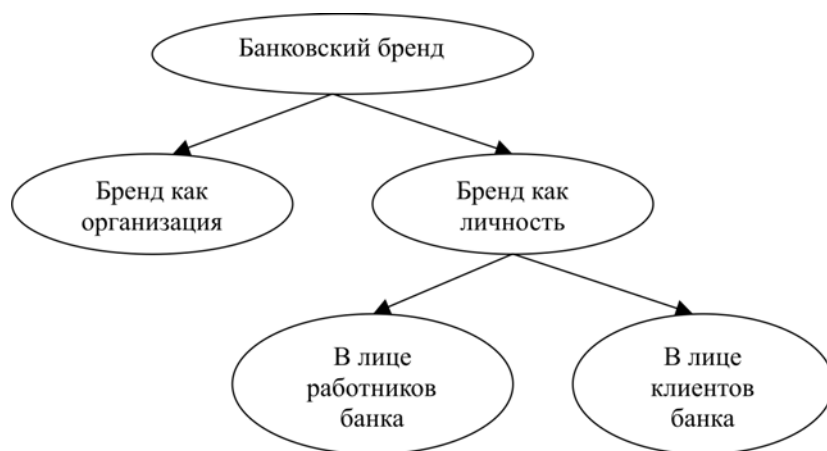 Банковский бренд
Бренд как
организация
Бренд как
личность
В лице
работников
банка
В лице
клиентов
банка